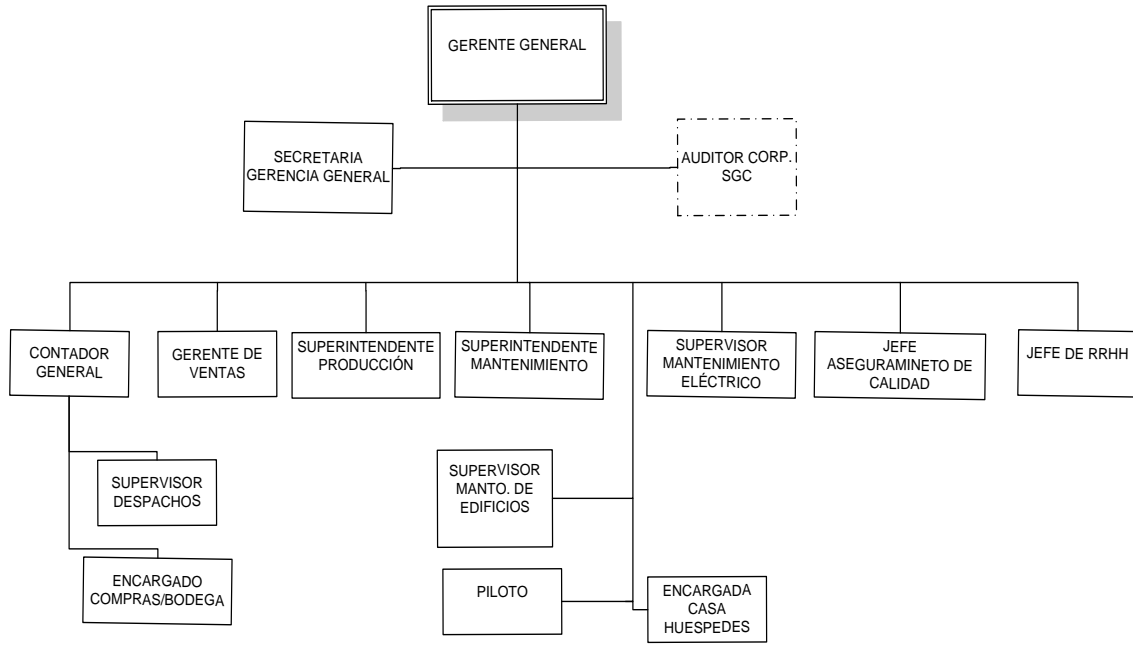 GERENTE GENERAL
SECRETARIA
GERENCIA GENERAL
AUDITOR CORP.
SGC
CONTADOR
GENERAL
GERENTE DE
VENTAS
SUPERINTENDENTE
PRODUCCIÓN
SUPERINTENDENTE
MANTENIMIENTO
SUPERVISOR
MANTENIMIENTO
ELÉCTRICO
JEFE
ASEGURAMINETO DE
CALIDAD
JEFE DE RRHH
SUPERVISOR
DESPACHOS
SUPERVISOR
MANTO. DE
EDIFICIOS
ENCARGADO
COMPRAS/BODEGA
PILOTO
ENCARGADA
CASA
HUESPEDES